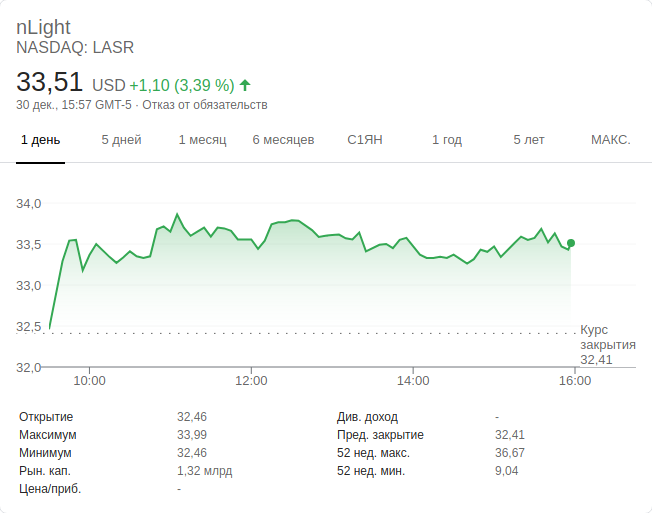 nLight
NASDAQ: LASR
33,51 USD +1,10 (3,39 %)
30 дек., 15:57 GMT-5 · Отказ от обязательств
1 день 5 дней 1 месяц 6 месяцев С1ЯН 1 год 5 лет МАКС.
34,0
33,5
33,0
32,5
Курс
закрытия
32,41
32,0
10:00 12:00 14:00 16:00
Открытие 32,46 Див. доход -
Максимум 33,99 Пред. закрытие 32,41
Минимум 32,46 52 нед. макс. 36,67
Рын. кап. 1,32 млрд 52 нед. мин. 9,04
Цена/приб. -